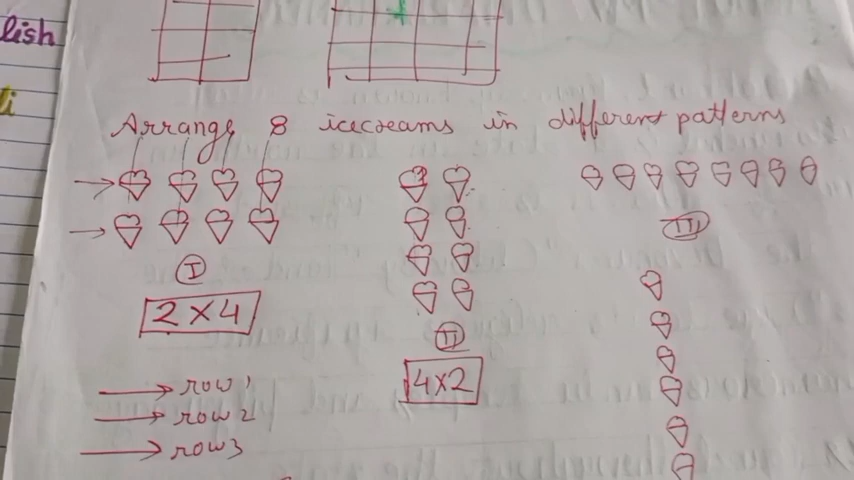 lish
Arrange 8 icecreams in different patterns
I
2 X 4
II
4 X 2
III
row 1
row 2
row 3